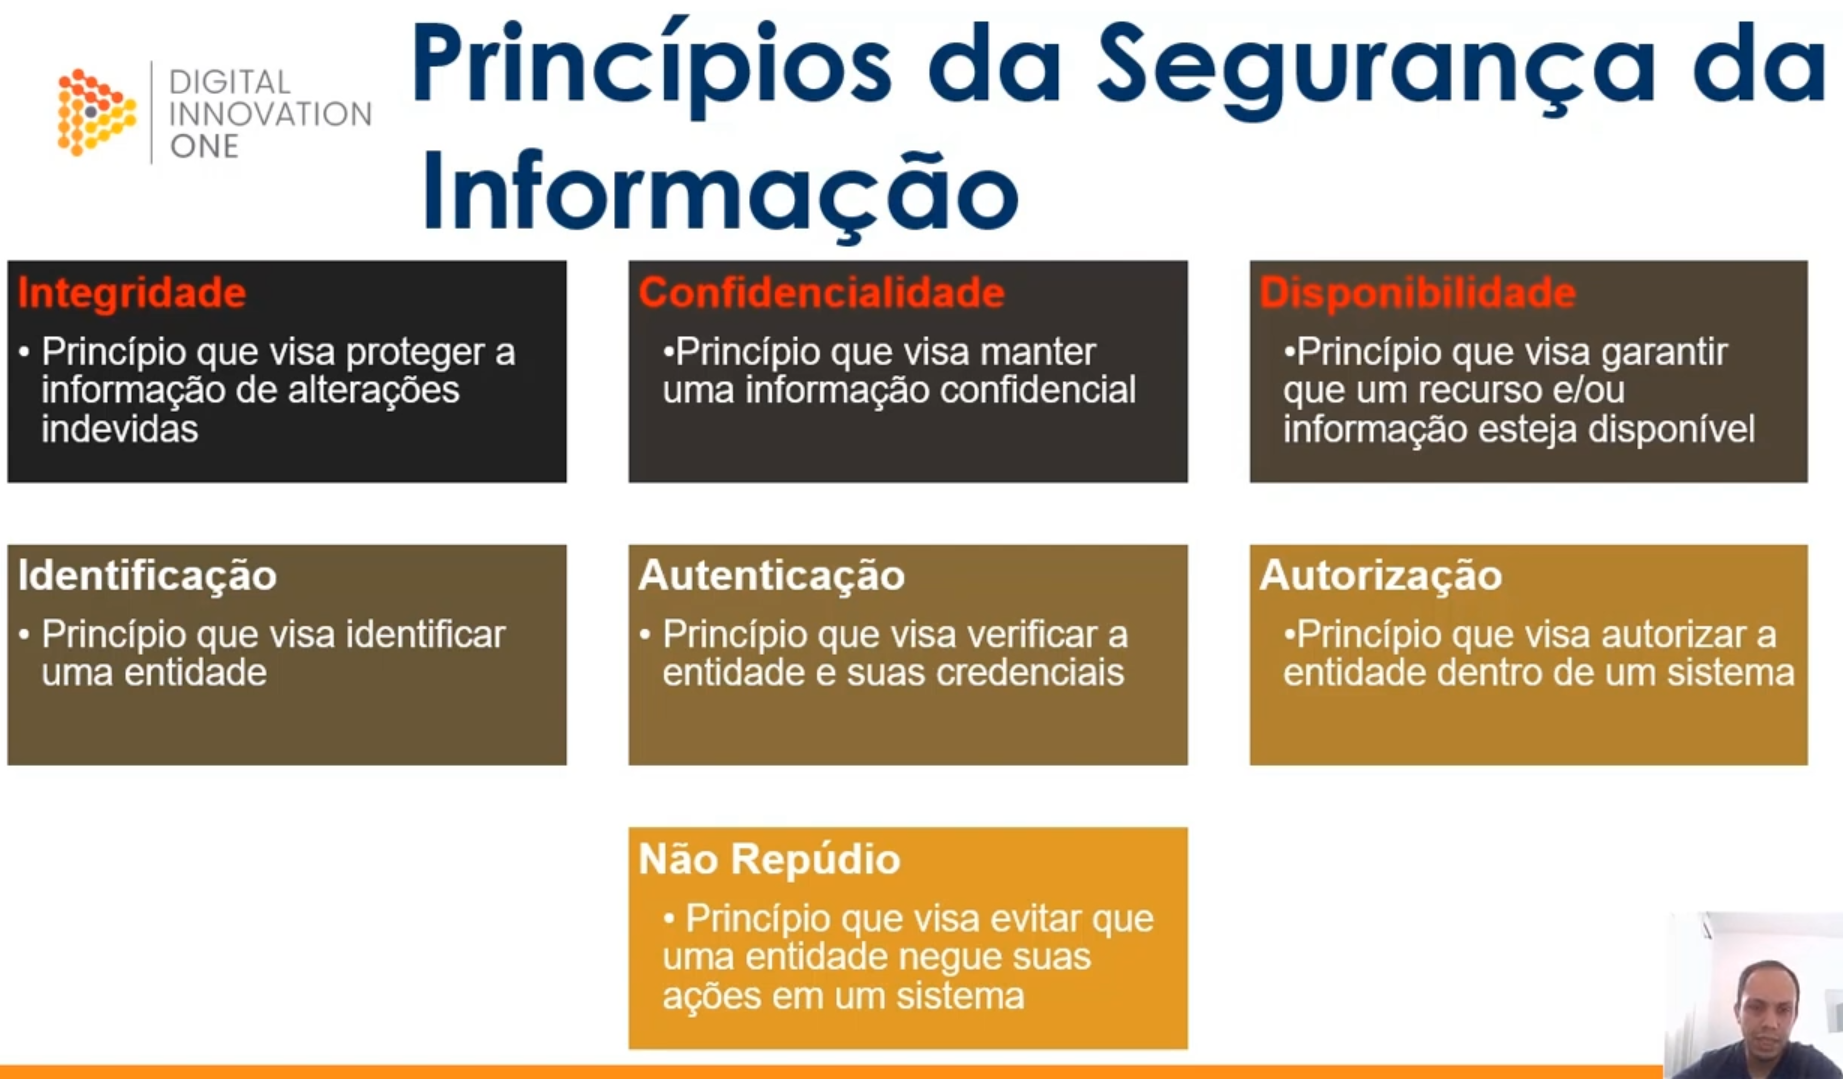 DIGITAL
INNOVATION
ONE
Princípios da Segurança da
Informação
Integridade
• Princípio que visa proteger a
informação de alterações
indevidas
Confidencialidade
•Princípio que visa manter
uma informação confidencial
Disponibilidade
•Princípio que visa garantir
que um recurso e/ou
informação esteja disponível
Identificação
• Princípio que visa identificar
uma entidade
Autenticação
• Princípio que visa verificar a
entidade e suas credenciais
Autorização
•Princípio que visa autorizar a
entidade dentro de um sistema
Não Repúdio
• Princípio que visa evitar que
uma entidade negue suas
ações em um sistema